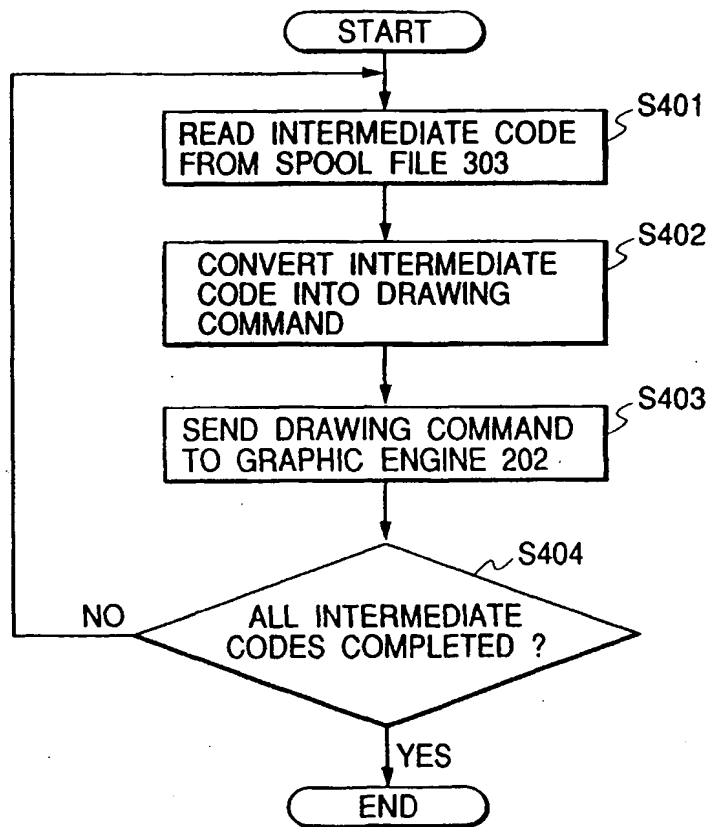 START
S401
READ INTERMEDIATE CODE
FROM SPOOL FILE 303
S402
CONVERT INTERMEDIATE
CODE INTO DRAWING
COMMAND
S403
SEND DRAWING COMMAND
TO GRAPHIC ENGINE 202
S404
NO
ALL INTERMEDIATE
CODES COMPLETED ?
YES
END